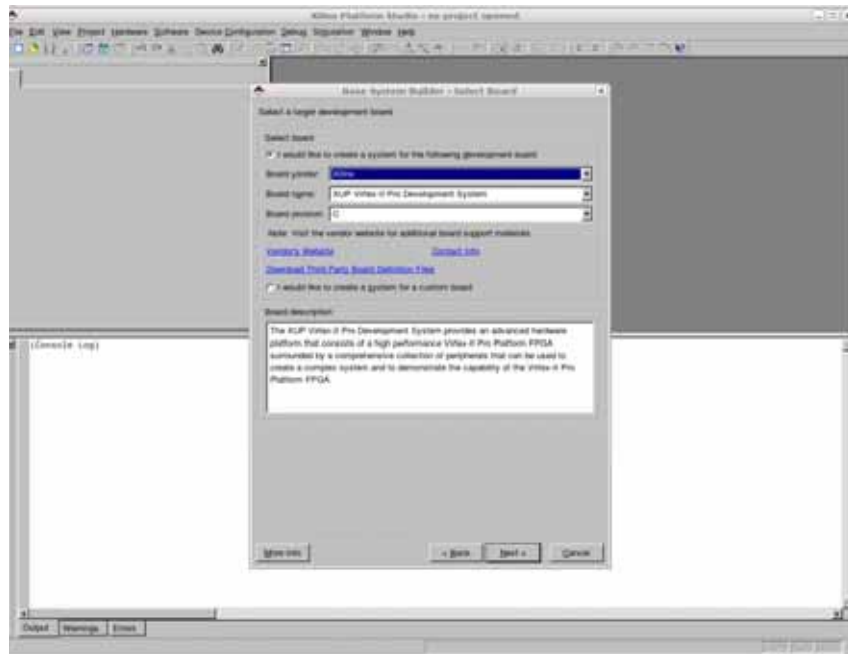 Xilinx Platform Studio - no project opened
File Edit View Project Hardware Software Device Configuration Debug Simulation Window Help
Base System Builder - Select Board
Select a target development board
Select board
I would like to create a system for the following development board
Board vendor Xilinx
Board name XUP Virtex-II Pro Development System
Board revision C
Note: Visit the vendor website for additional board support materials.
Vendor's Website Contact Info
Download Third Party Board Definition Files
I would like to create a system for a custom board
Board description
The XUP Virtex-II Pro Development System provides an advanced hardware
platform that consists of a high performance Virtex-II Pro Platform FPGA
surrounded by a comprehensive collection of peripherals that can be used to
create a complex system and to demonstrate the capability of the Virtex-II Pro
Platform FPGA.
(Console Log)
More Info < Back Next > Cancel
Output Warnings Errors